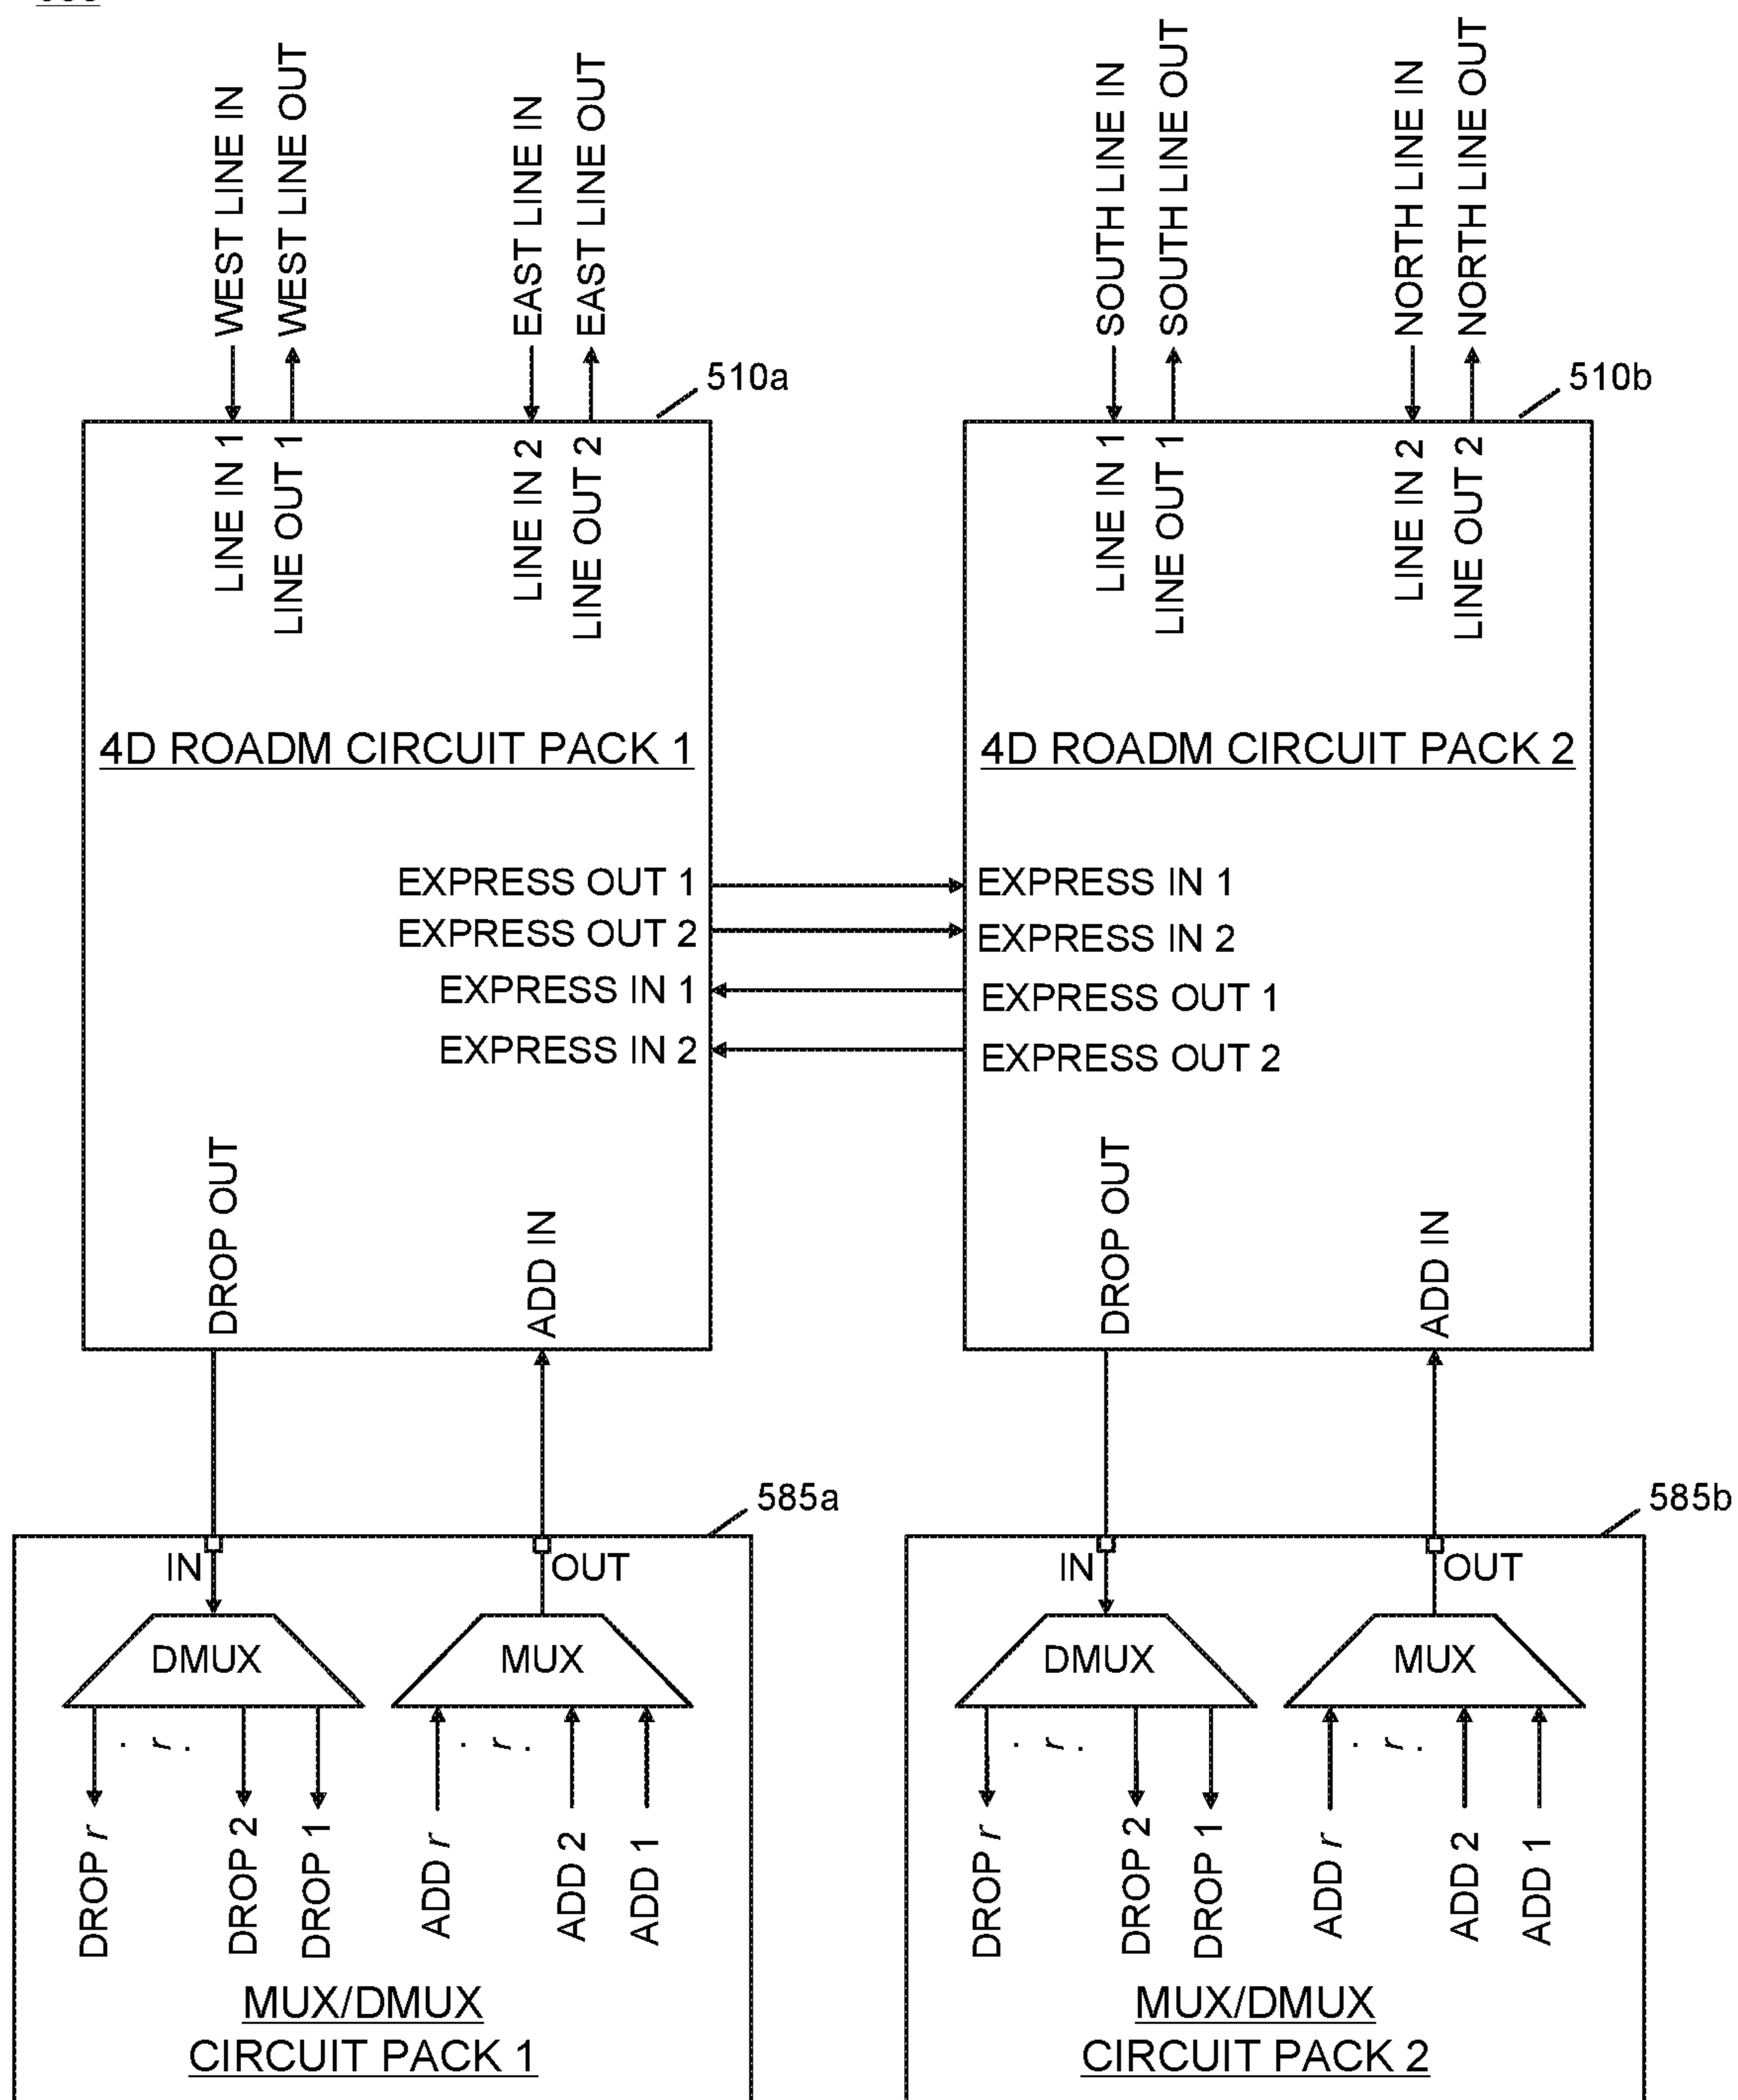 WEST LINE IN
WEST LINE OUT
EAST LINE IN
EAST LINE OUT
SOUTH LINE IN
SOUTH LINE OUT
NORTH LINE IN
NORTH LINE OUT
510a
510b
LINE IN 1
LINE OUT 1
LINE IN 2
LINE OUT 2
LINE IN 1
LINE OUT 1
LINE IN 2
LINE OUT 2
4D ROADM CIRCUIT PACK 1
4D ROADM CIRCUIT PACK 2
EXPRESS OUT 1
EXPRESS OUT 2
EXPRESS IN 1
EXPRESS IN 2
EXPRESS IN 1
EXPRESS IN 2
EXPRESS OUT 1
EXPRESS OUT 2
DROP OUT
ADD IN
DROP OUT
ADD IN
585a
585b
IN
OUT
DMUX
MUX
. r .
. r .
DROP r
DROP 2
DROP 1
ADD r
ADD 2
ADD 1
MUX/DMUX
CIRCUIT PACK 1
IN
OUT
DMUX
MUX
. r .
. r .
DROP r
DROP 2
DROP 1
ADD r
ADD 2
ADD 1
MUX/DMUX
CIRCUIT PACK 2